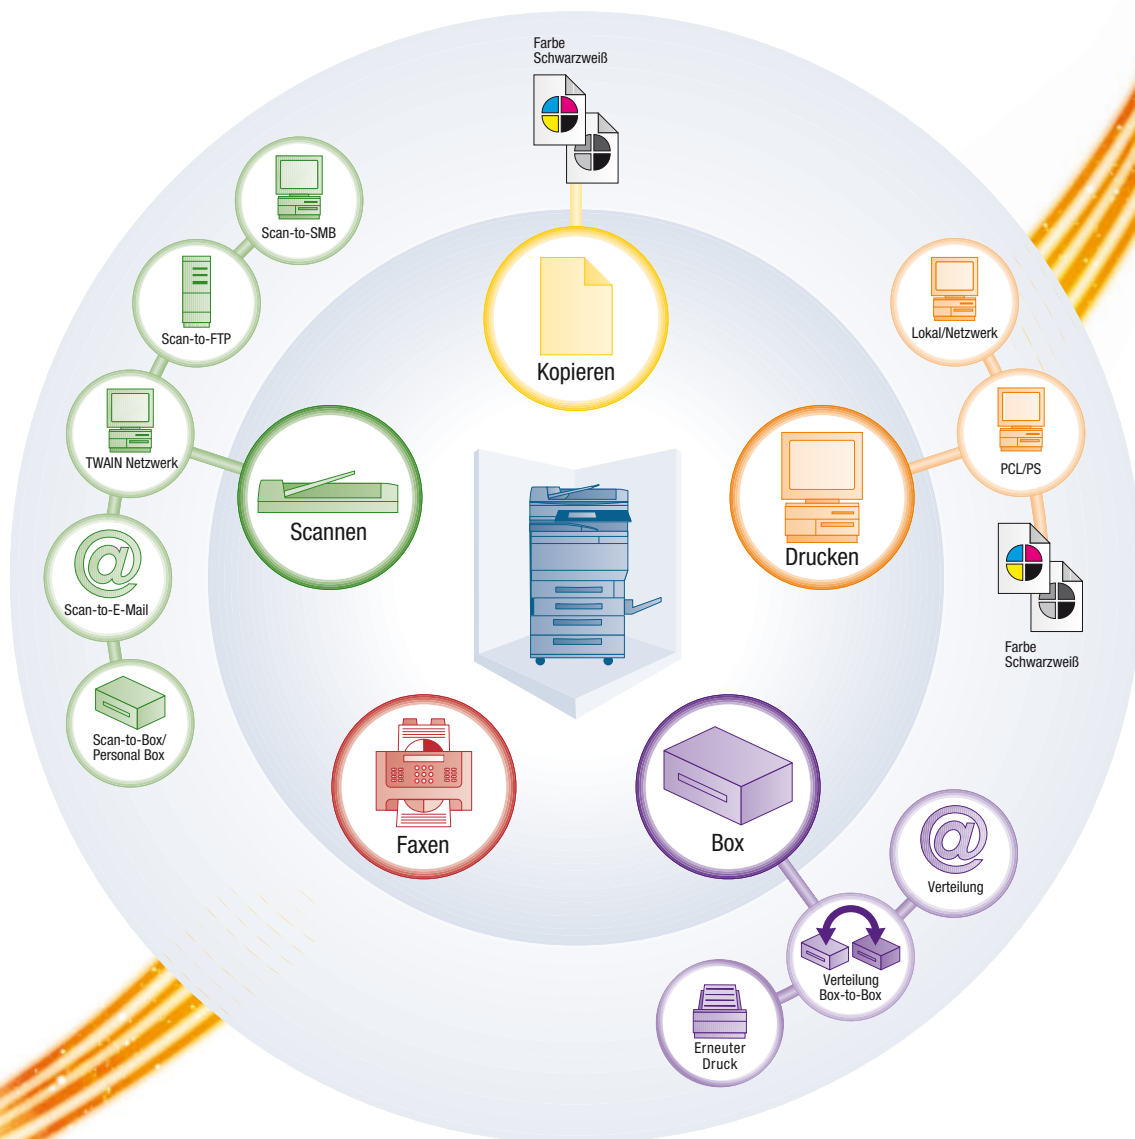 Farbe
Schwarzweiß
Kopieren
Scan-to-SMB
Scan-to-FTP
TWAIN Netzwerk
Scan-to-E-Mail
Scan-to-Box/
Personal Box
Scannen
Lokal/Netzwerk
PCL/PS
Drucken
Farbe
Schwarzweiß
Faxen
Box
Verteilung
Verteilung
Box-to-Box
Erneuter
Druck